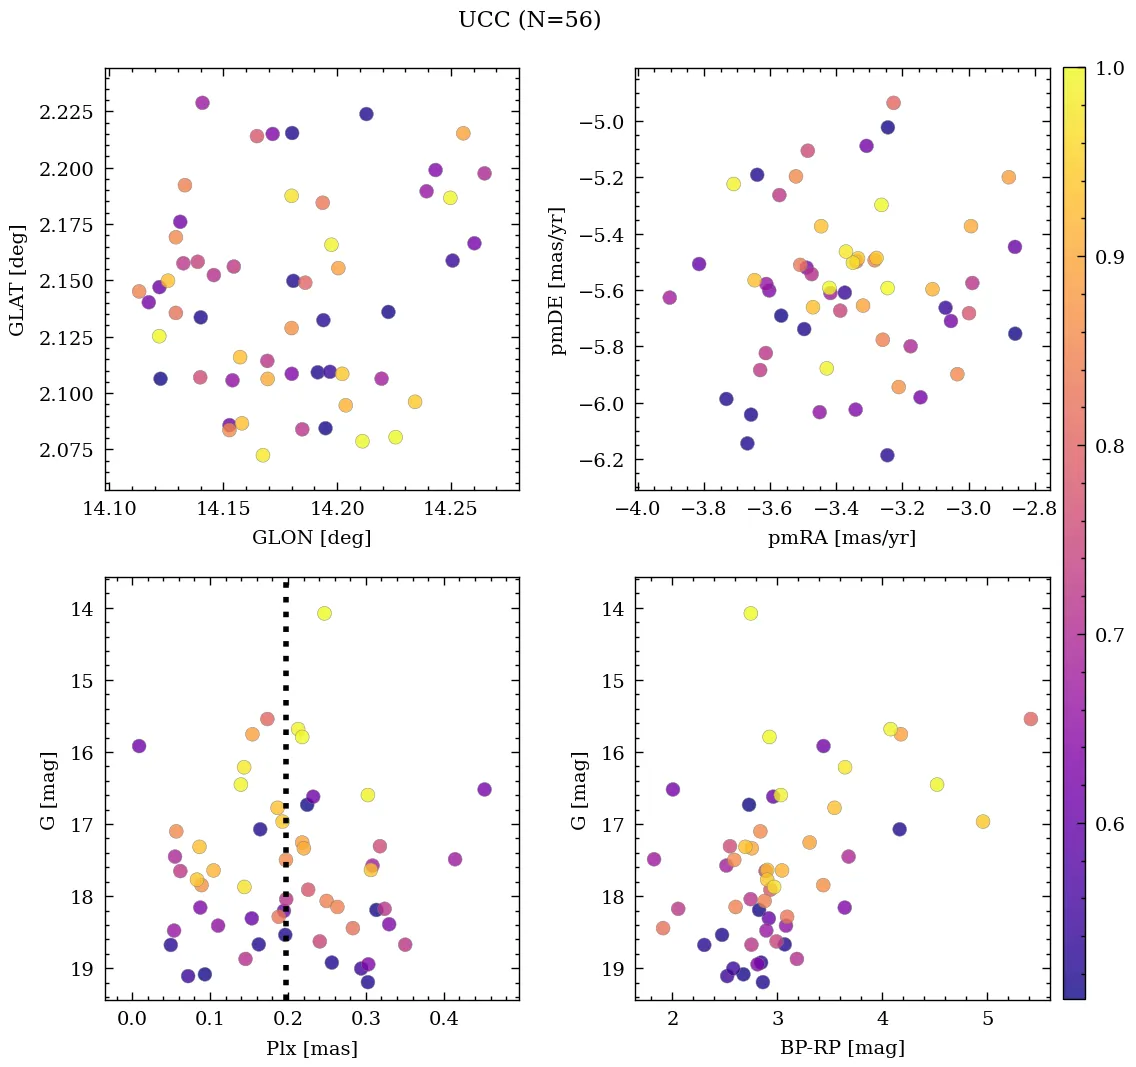 UCC (N=56)
2.225
2.200
2.175
2.150
2.125
2.100
2.075
GLAT [deg]
14.10 14.15 14.20 14.25
GLON [deg]
−5.0
−5.2
−5.4
−5.6
−5.8
−6.0
−6.2
pmDE [mas/yr]
−4.0 −3.8 −3.6 −3.4 −3.2 −3.0 −2.8
pmRA [mas/yr]
1.0
0.9
0.8
0.7
0.6
14
15
16
17
18
19
G [mag]
0.0 0.1 0.2 0.3 0.4
Plx [mas]
14
15
16
17
18
19
G [mag]
2 3 4 5
BP-RP [mag]